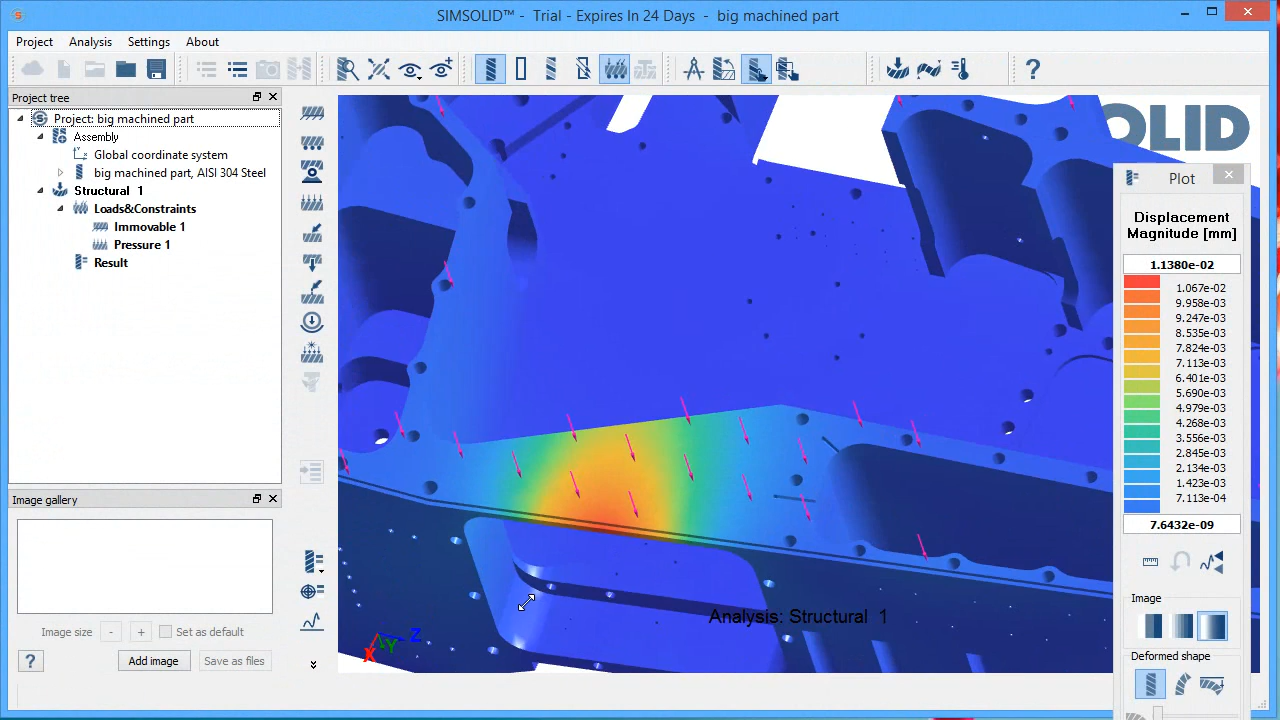 SIMSOLID™ - Trial - Expires In 24 Days - big machined part
Project Analysis Settings About
Project tree
Project: big machined part
Assembly
Global coordinate system
big machined part, AISI 304 Steel
Structural 1
Loads&Constraints
Immovable 1
Pressure 1
Result
Image gallery
Image size - + Set as default
? Add image Save as files
OLID
Plot
Displacement
Magnitude [mm]
1.1380e-02
1.067e-02
9.958e-03
9.247e-03
8.535e-03
7.824e-03
7.113e-03
6.401e-03
5.690e-03
4.979e-03
4.268e-03
3.556e-03
2.845e-03
2.134e-03
1.423e-03
7.113e-04
7.6432e-09
Image
Deformed shape
Analysis: Structural 1
X Y Z